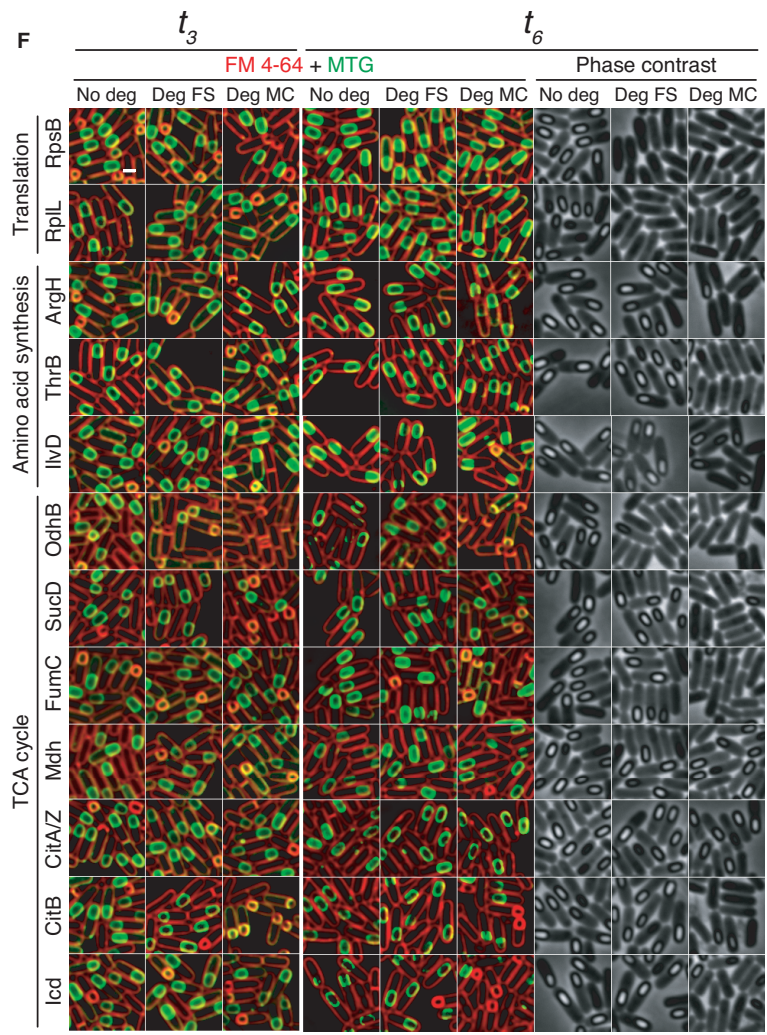 F
t3 t6
FM 4-64 + MTG Phase contrast
No deg Deg FS Deg MC No deg Deg FS Deg MC No deg Deg FS Deg MC
Translation
RpsB
RplL
Amino acid synthesis
ArgH
ThrB
IlvD
TCA cycle
OdhB
SucD
FumC
Mdh
CitA/Z
CitB
Icd